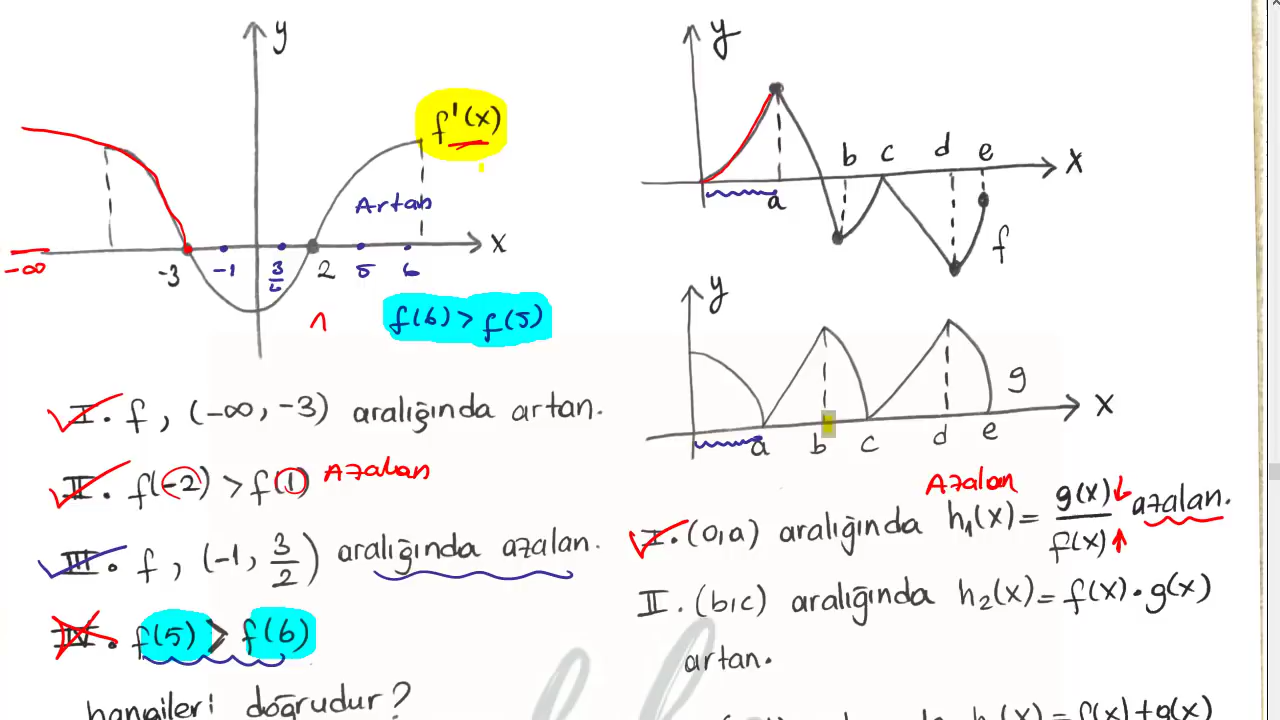 y
f'(x)
Artan
x
-∞
-3
-1
3/2
2
5
6
f(6) > f(5)
I. f, (-∞, -3) aralığında artan.
II. f(-2) > f(1) Azalan
III. f, (-1, 3/2) aralığında azalan.
IV. f(5) > f(6)
hangileri doğrudur?
y
a
b
c
d
e
x
f
y
g
x
a
b
c
d
e
Azalan
I. (0,a) aralığında h₁(x) = g(x)↓/f(x)↑ azalan.
II. (b,c) aralığında h₂(x) = f(x)·g(x)
artan.
h₃(x) = f(x)+g(x)